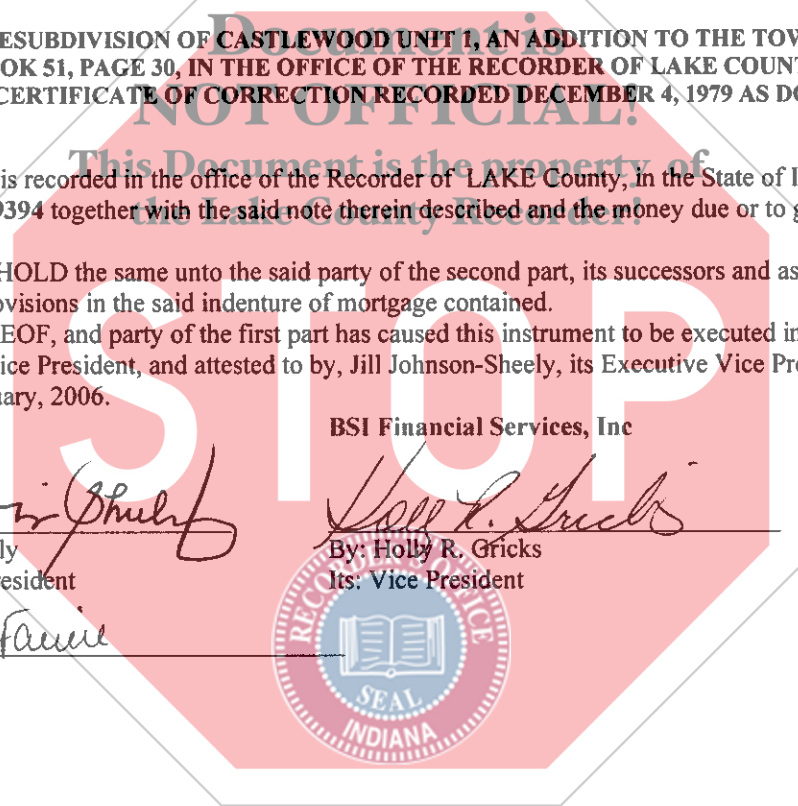 Document is
ESUBDIVISION OF CASTLEWOOD UNIT 1, AN ADDITION TO THE TOV
OK 51, PAGE 30, IN THE OFFICE OF THE RECORDER OF LAKE COUNT
CERTIFICATE OF CORRECTION RECORDED DECEMBER 4, 1979 AS DO
NOT OFFICIAL!
This Document is the property of
is recorded in the office of the Recorder of LAKE County, in the State of I
9394 together with the said note therein described and the money due or to g
the Lake County Recorder!
HOLD the same unto the said party of the second part, its successors and as
ovisions in the said indenture of mortgage contained.
EOF, and party of the first part has caused this instrument to be executed in
ice President, and attested to by, Jill Johnson-Sheely, its Executive Vice Pre
uary, 2006.
STOP
BSI Financial Services, Inc
Holly R. Gricks
ly
By: Holly R. Gricks
resident
Its: Vice President
RECORDER'S OFFICE
SEAL
INDIANA